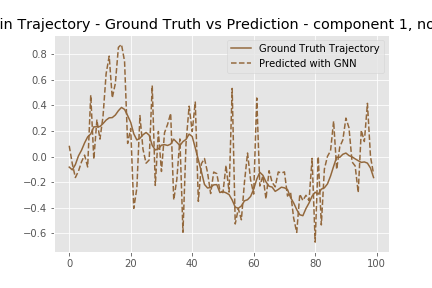 in Trajectory - Ground Truth vs Prediction - component 1, no
Ground Truth Trajectory
Predicted with GNN
0.8
0.6
0.4
0.2
0.0
−0.2
−0.4
−0.6
0 20 40 60 80 100